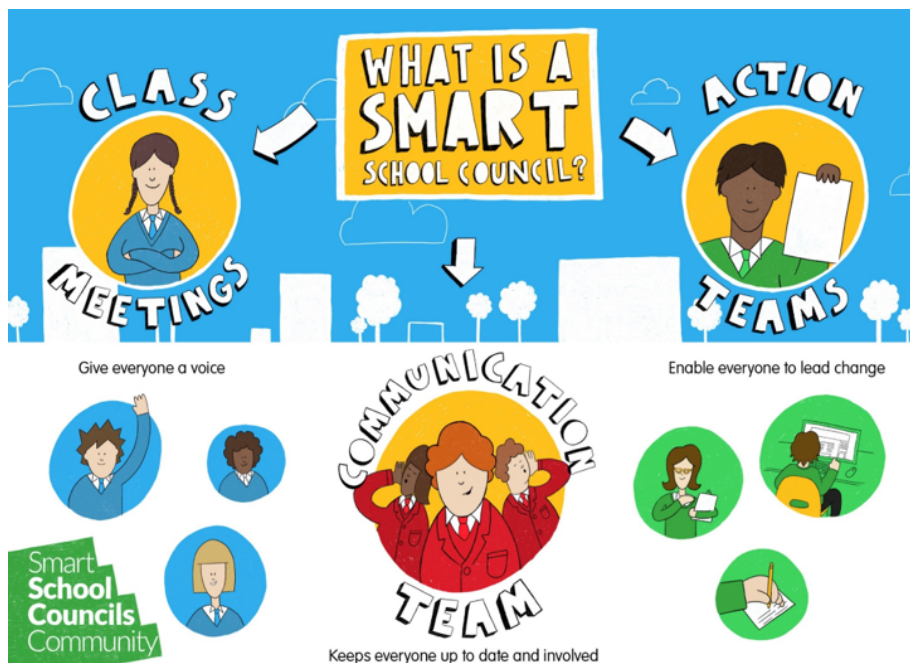 WHAT IS A
SMART
SCHOOL COUNCIL?
CLASS
MEETINGS
Give everyone a voice
ACTION
TEAMS
Enable everyone to lead change
COMMUNICATION
TEAM
Keeps everyone up to date and involved
Smart
School
Councils
Community